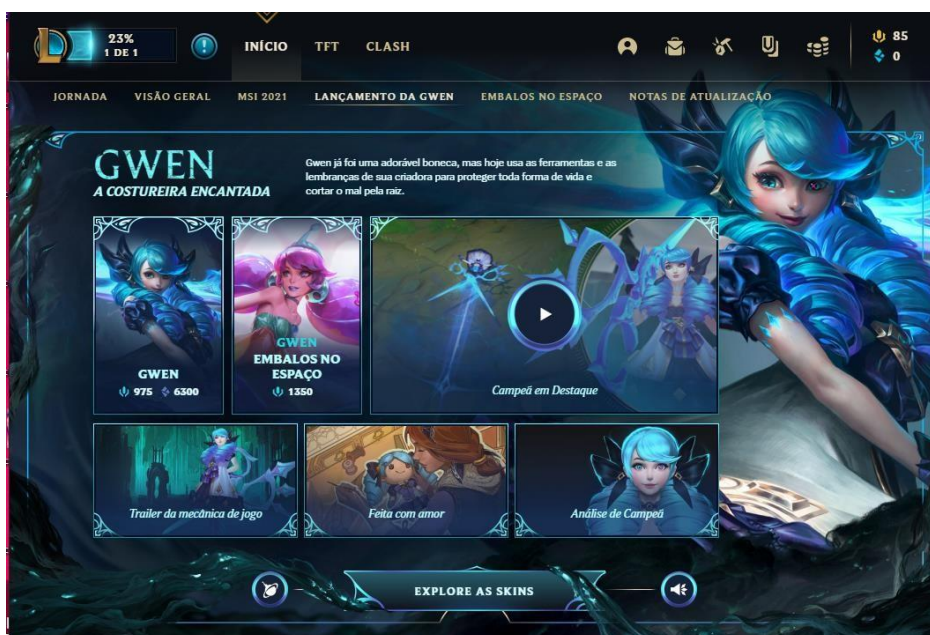 23%
1 DE 1
INÍCIO
TFT
CLASH
85
0
JORNADA
VISÃO GERAL
MSI 2021
LANÇAMENTO DA GWEN
EMBALOS NO ESPAÇO
NOTAS DE ATUALIZAÇÃO
GWEN
A COSTUREIRA ENCANTADA
Gwen já foi uma adorável boneca, mas hoje usa as ferramentas e as
lembranças de sua criadora para proteger toda forma de vida e
cortar o mal pela raiz.
GWEN
975 6300
GWEN
EMBALOS NO
ESPAÇO
1350
Campeã em Destaque
Trailer da mecânica de jogo
Feita com amor
Análise de Campeã
EXPLORE AS SKINS